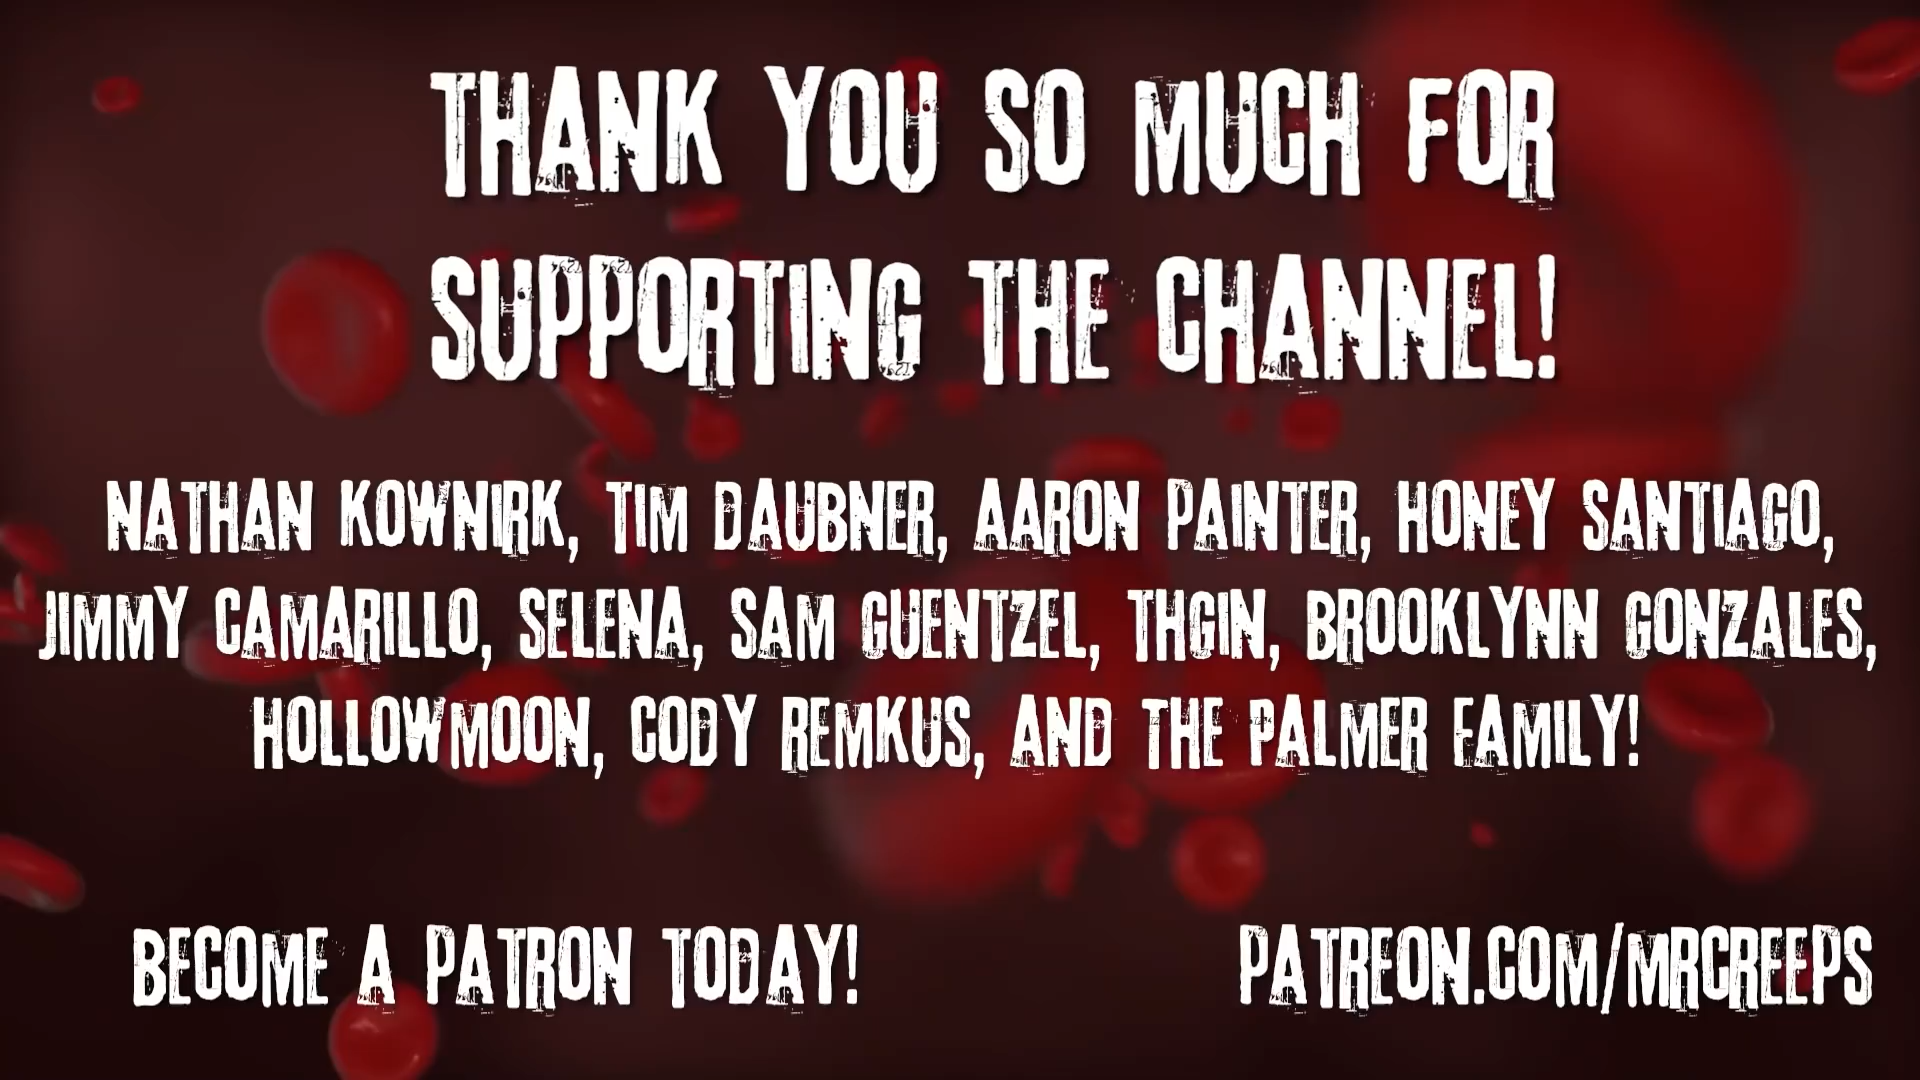 THANK YOU SO MUCH FOR
SUPPORTING THE CHANNEL!
NATHAN KOWNIRK, TIM DAUBNER, AARON PAINTER, HONEY SANTIAGO,
JIMMY CAMARILLO, SELENA, SAM GUENTZEL, THGIN, BROOKLYNN GONZALES,
HOLLOWMOON, CODY REMKUS, AND THE PALMER FAMILY!
BECOME A PATRON TODAY!
PATREON.COM/MRCREEPS